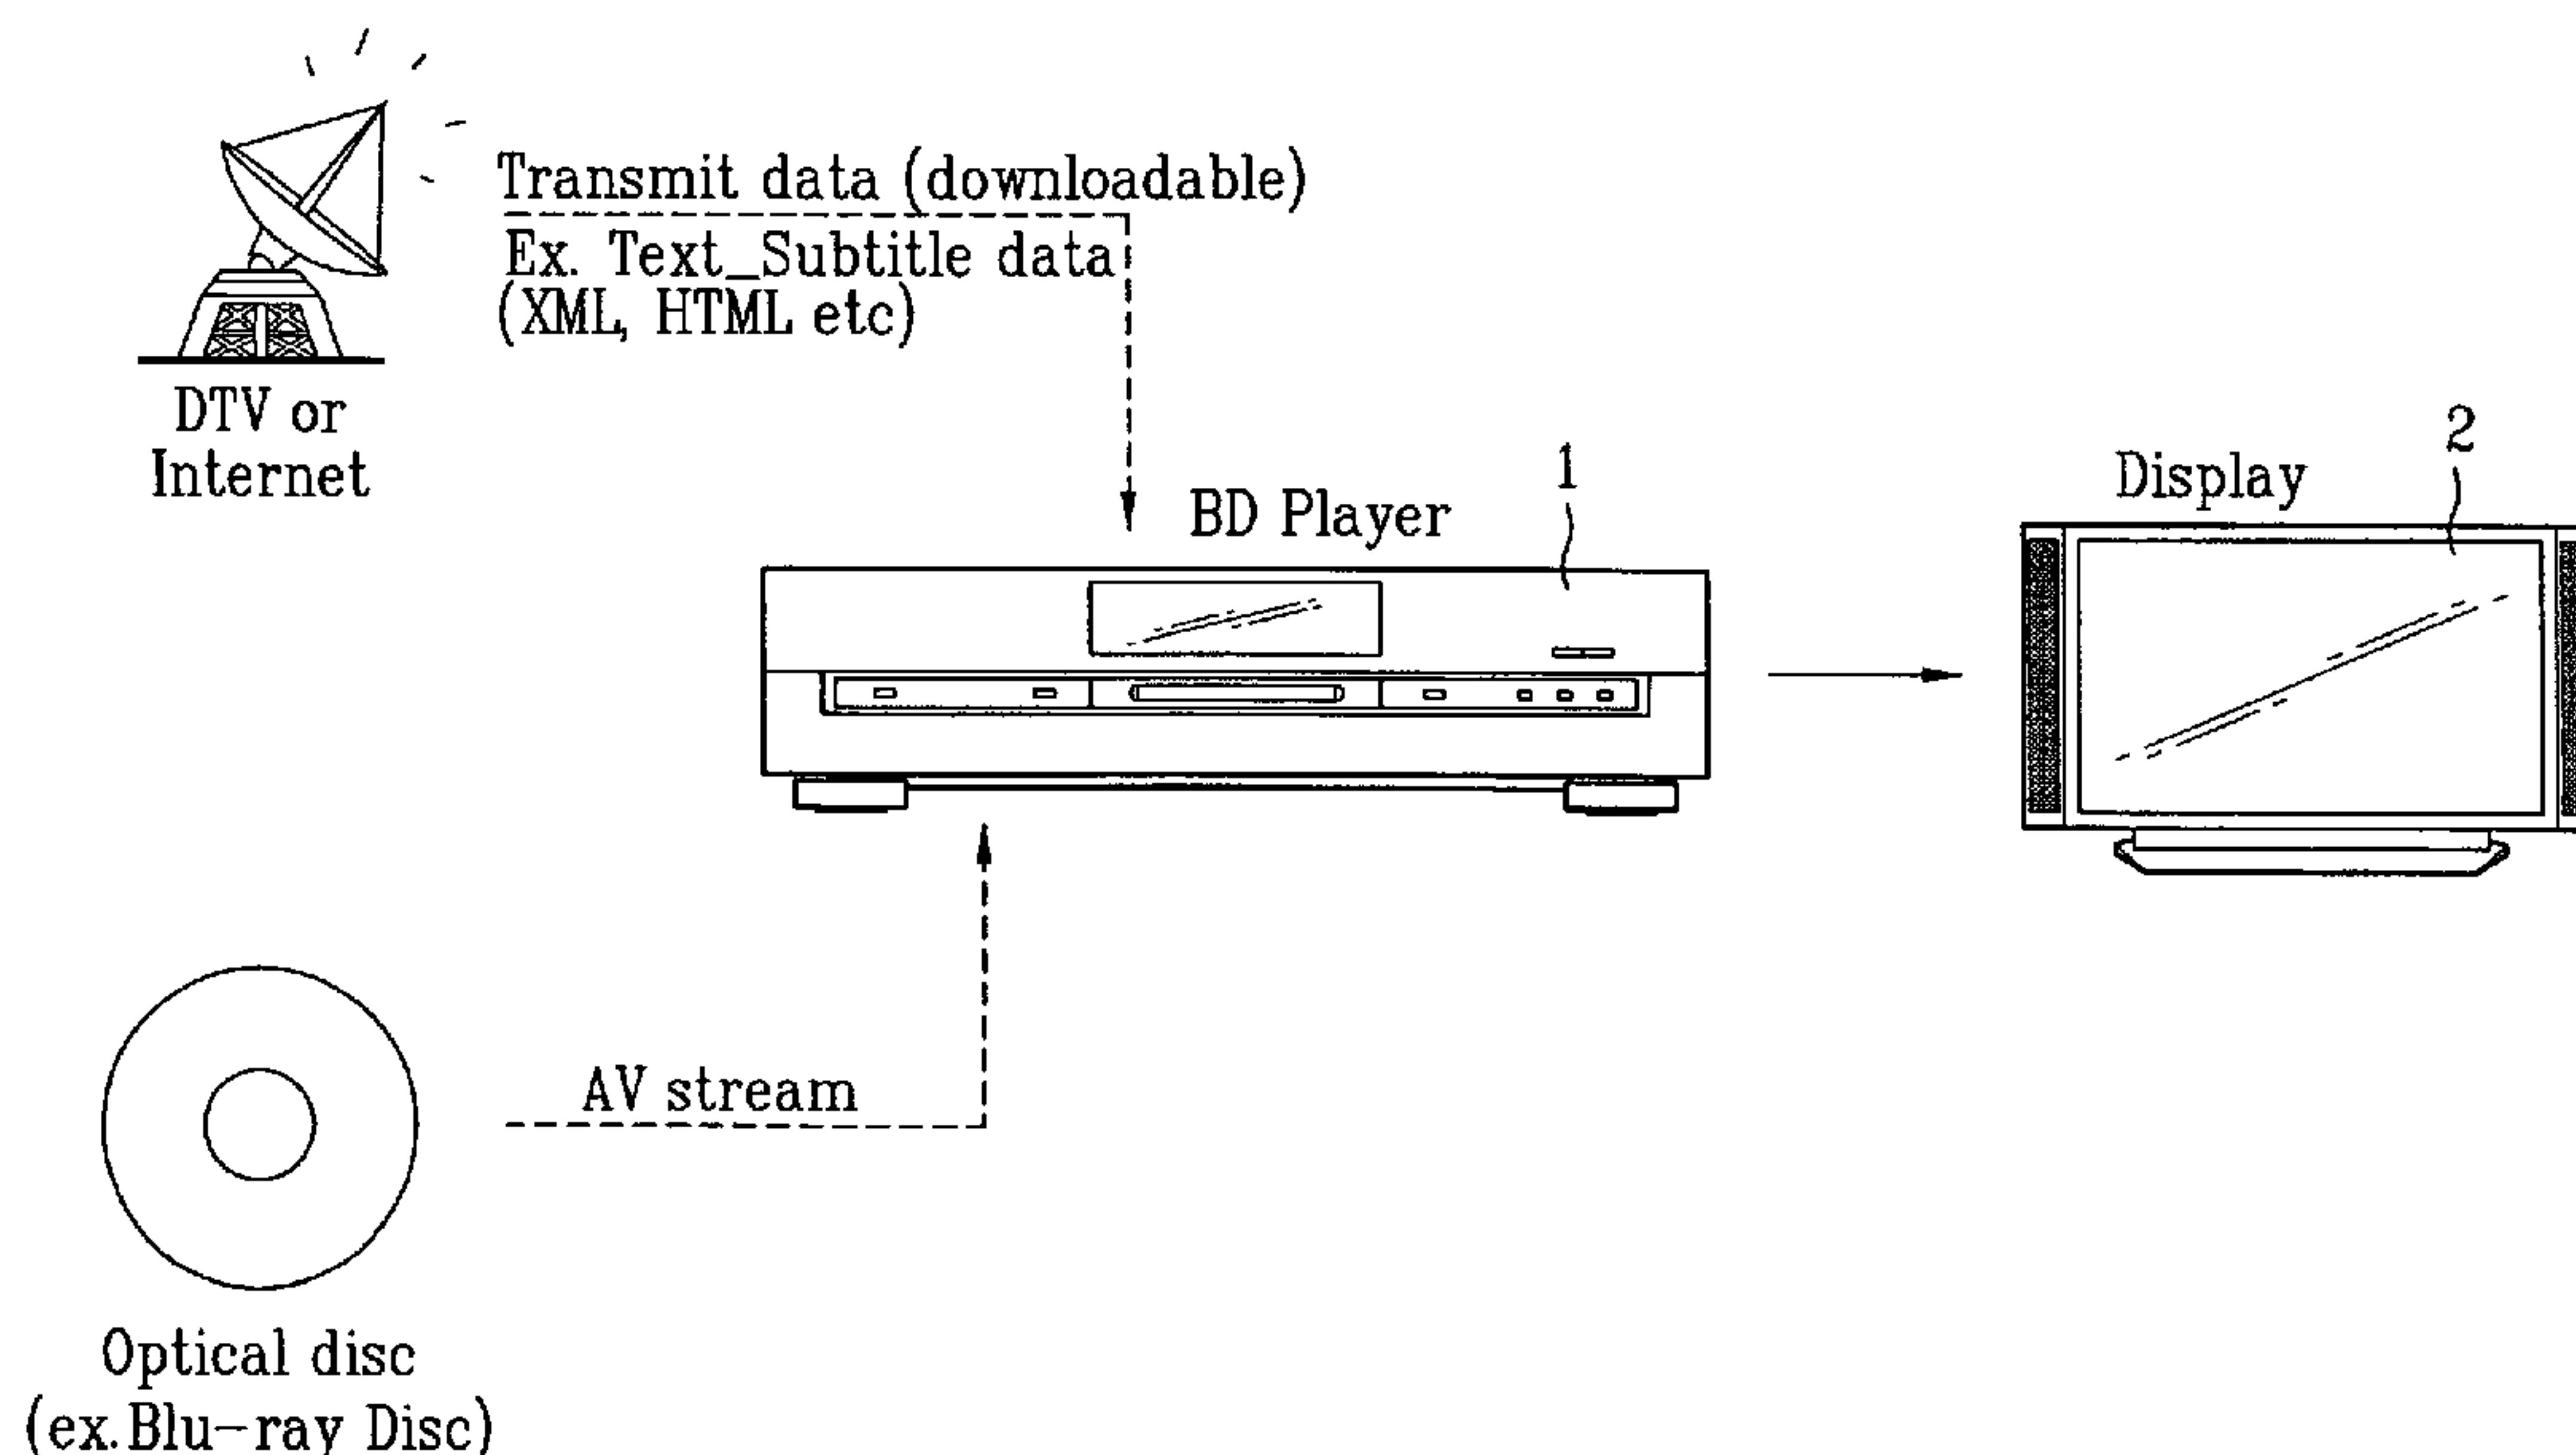 Transmit data (downloadable)
Ex. Text_Subtitle data
(XML, HTML etc)
DTV or
Internet
BD Player
1
Display
2
AV stream
Optical disc
(ex.Blu-ray Disc)